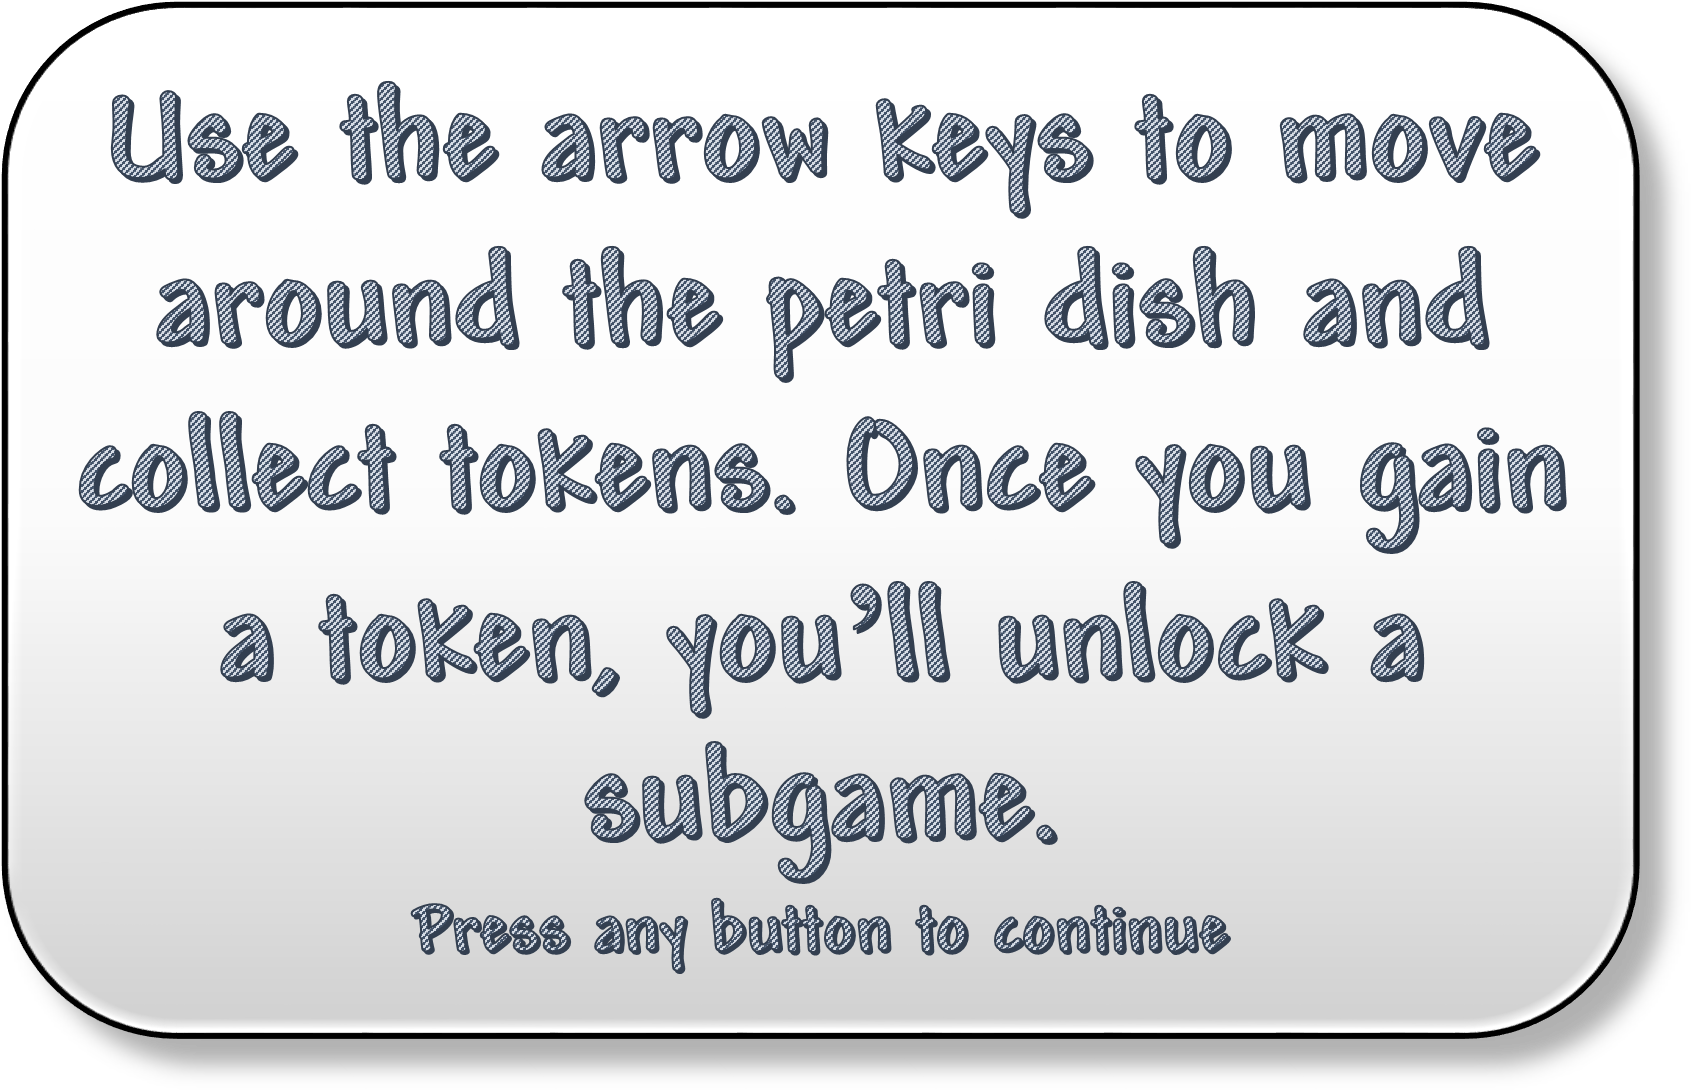 Use the arrow keys to move
around the petri dish and
collect tokens. Once you gain
a token, you’ll unlock a
subgame.
Press any button to continue